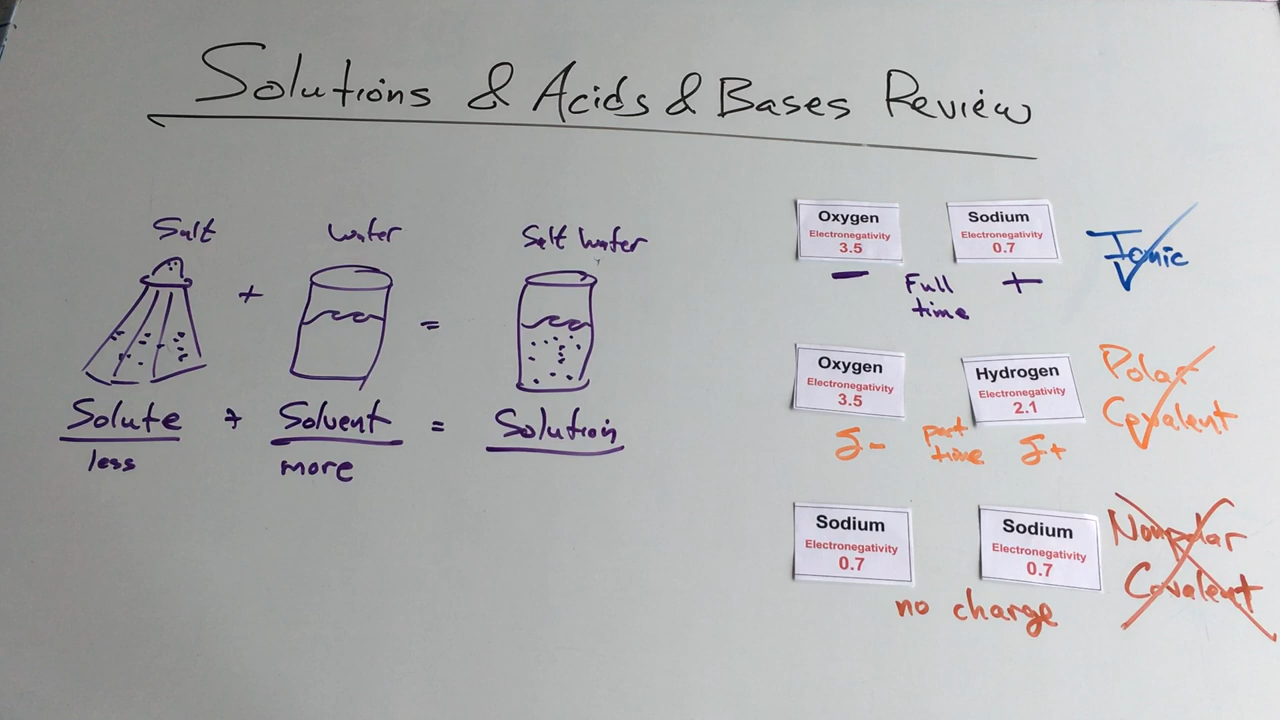 Solutions & Acids & Bases Review
Salt
+
water
=
Salt water
Solute + Solvent = Solution
less
more
Oxygen
Electronegativity
3.5
Sodium
Electronegativity
0.7
Ionic
−
Full
time
+
Oxygen
Electronegativity
3.5
Hydrogen
Electronegativity
2.1
Polar
Covalent
δ−
part
time
δ+
Sodium
Electronegativity
0.7
Sodium
Electronegativity
0.7
Nonpolar
Covalent
no charge